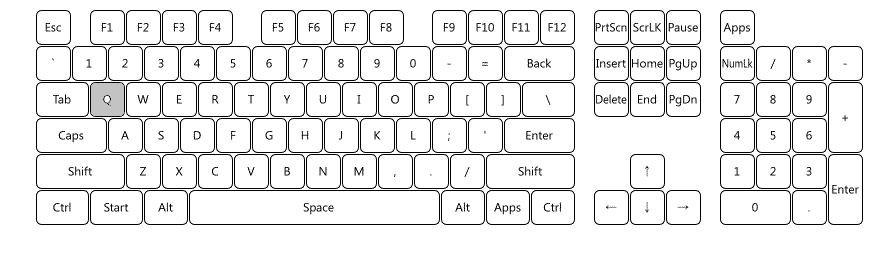 Esc F1 F2 F3 F4 F5 F6 F7 F8 F9 F10 F11 F12 PrtScn ScrLK Pause Apps
` 1 2 3 4 5 6 7 8 9 0 - = Back Insert Home PgUp NumLk / * -
Tab Q W E R T Y U I O P [ ] \ Delete End PgDn 7 8 9 +
Caps A S D F G H J K L ; ' Enter 4 5 6
Shift Z X C V B N M , . / Shift ↑ 1 2 3 Enter
Ctrl Start Alt Space Alt Apps Ctrl ← ↓ → 0 .